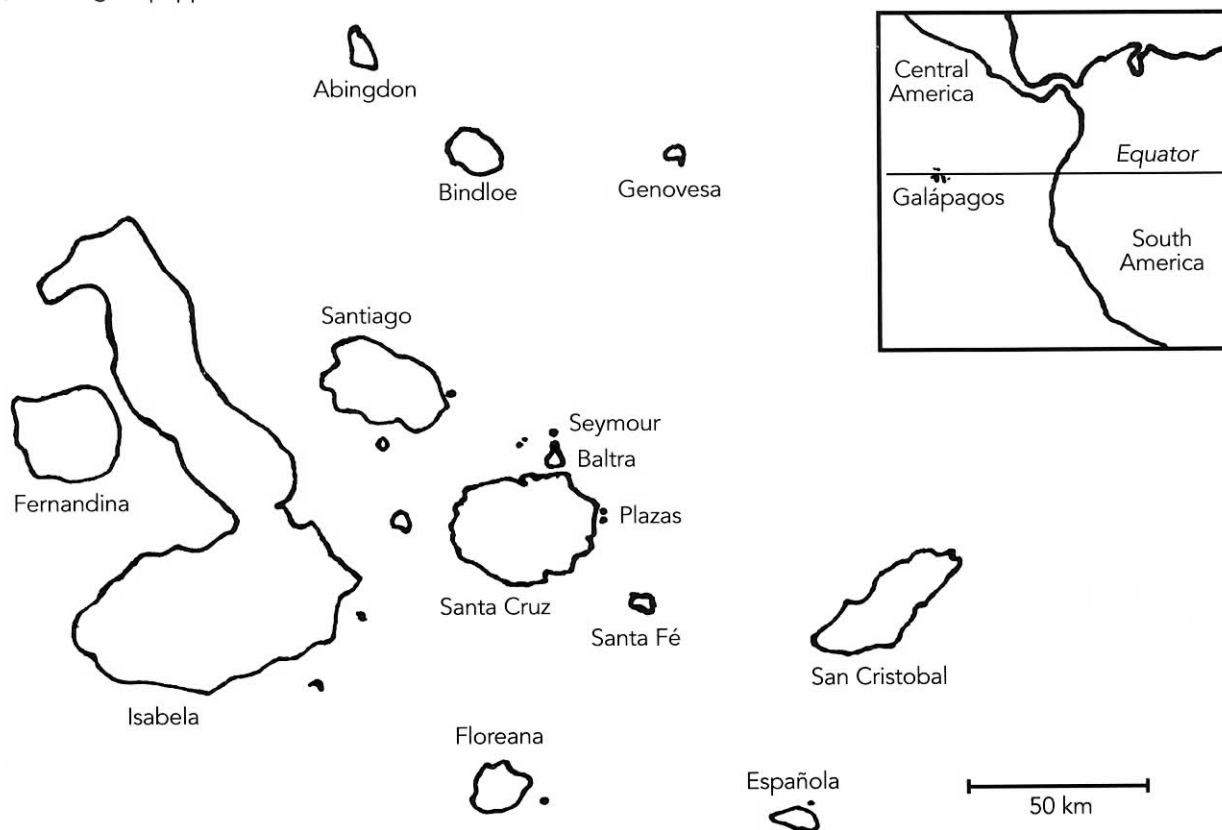 Abingdon
Bindloe
Genovesa
Central
America
Equator
Galápagos
South
America
Santiago
Seymour
Baltra
Fernandina
Plazas
Santa Cruz
Santa Fé
San Cristobal
Isabela
Floreana
Española
50 km